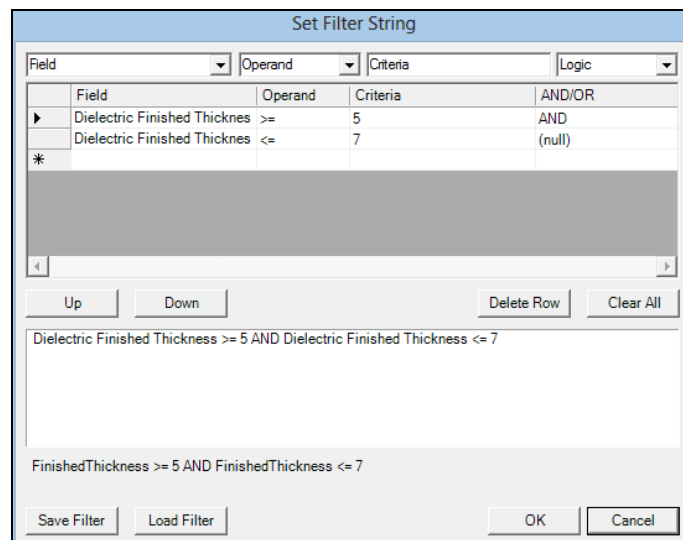 Set Filter String
Field Operand Criteria Logic
Field Operand Criteria AND/OR
Dielectric Finished Thicknes >= 5 AND
Dielectric Finished Thicknes <= 7 (null)
Up Down Delete Row Clear All
Dielectric Finished Thickness >= 5 AND Dielectric Finished Thickness <= 7
FinishedThickness >= 5 AND FinishedThickness <= 7
Save Filter Load Filter OK Cancel